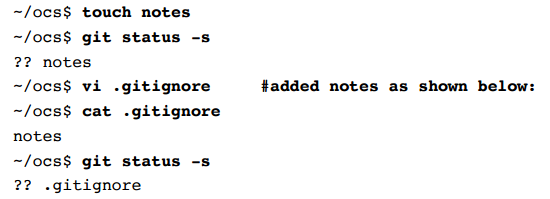 ~/ocs$ touch notes
~/ocs$ git status -s
?? notes
~/ocs$ vi .gitignore     #added notes as shown below:
~/ocs$ cat .gitignore
notes
~/ocs$ git status -s
?? .gitignore